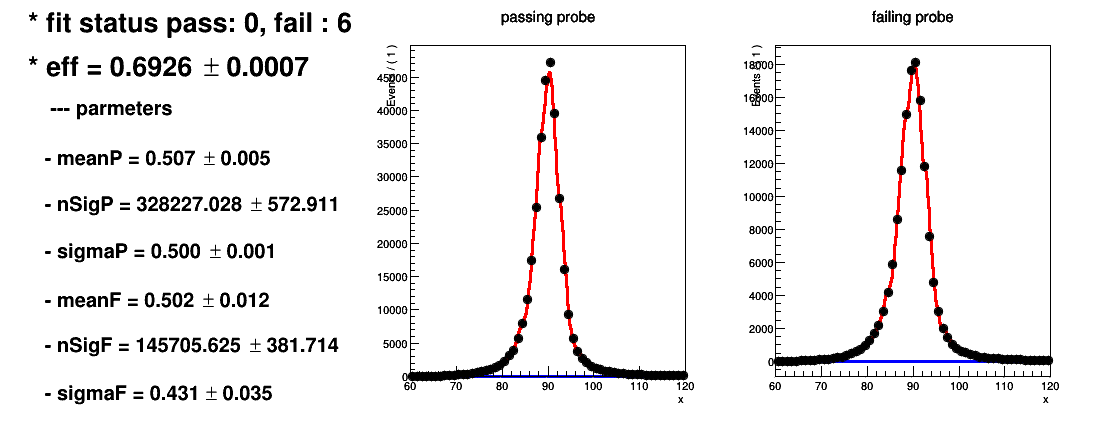 * fit status pass: 0, fail : 6
* eff = 0.6926 ± 0.0007
--- parmeters
- meanP = 0.507 ± 0.005
- nSigP = 328227.028 ± 572.911
- sigmaP = 0.500 ± 0.001
- meanF = 0.502 ± 0.012
- nSigF = 145705.625 ± 381.714
- sigmaF = 0.431 ± 0.035
passing probe
Events / ( 1 )
45000
40000
35000
30000
25000
20000
15000
10000
5000
0
60 70 80 90 100 110 120
x
failing probe
Events / ( 1 )
18000
16000
14000
12000
10000
8000
6000
4000
2000
0
60 70 80 90 100 110 120
x